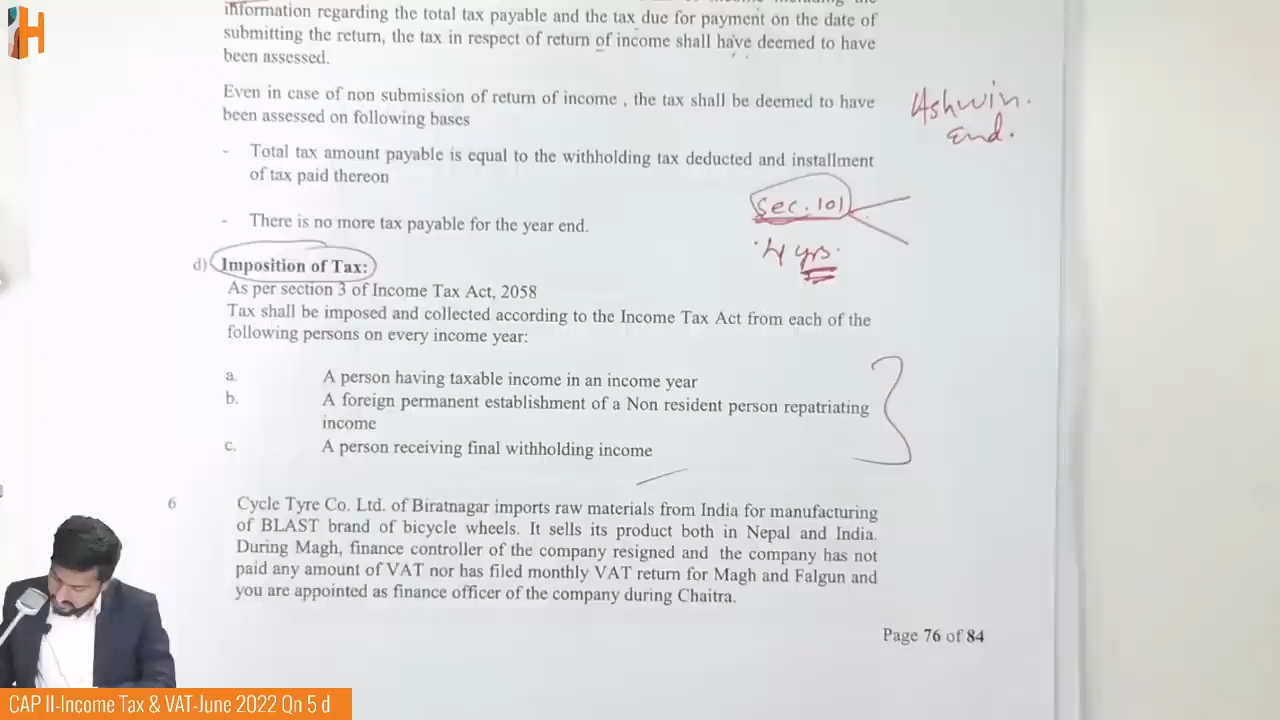 H
information regarding the total tax payable and the tax due for payment on the date of
submitting the return, the tax in respect of return of income shall have deemed to have
been assessed.
Even in case of non submission of return of income , the tax shall be deemed to have
been assessed on following bases
Ashwin.
End.
- Total tax amount payable is equal to the withholding tax deducted and installment
of tax paid thereon
Sec. 101
- There is no more tax payable for the year end.
4 yrs.
d) Imposition of Tax:
As per section 3 of Income Tax Act, 2058
Tax shall be imposed and collected according to the Income Tax Act from each of the
following persons on every income year:
a. A person having taxable income in an income year
b. A foreign permanent establishment of a Non resident person repatriating
income
c. A person receiving final withholding income
6 Cycle Tyre Co. Ltd. of Biratnagar imports raw materials from India for manufacturing
of BLAST brand of bicycle wheels. It sells its product both in Nepal and India.
During Magh, finance controller of the company resigned and the company has not
paid any amount of VAT nor has filed monthly VAT return for Magh and Falgun and
you are appointed as finance officer of the company during Chaitra.
Page 76 of 84
CAP II-Income Tax & VAT-June 2022 Qn 5 d